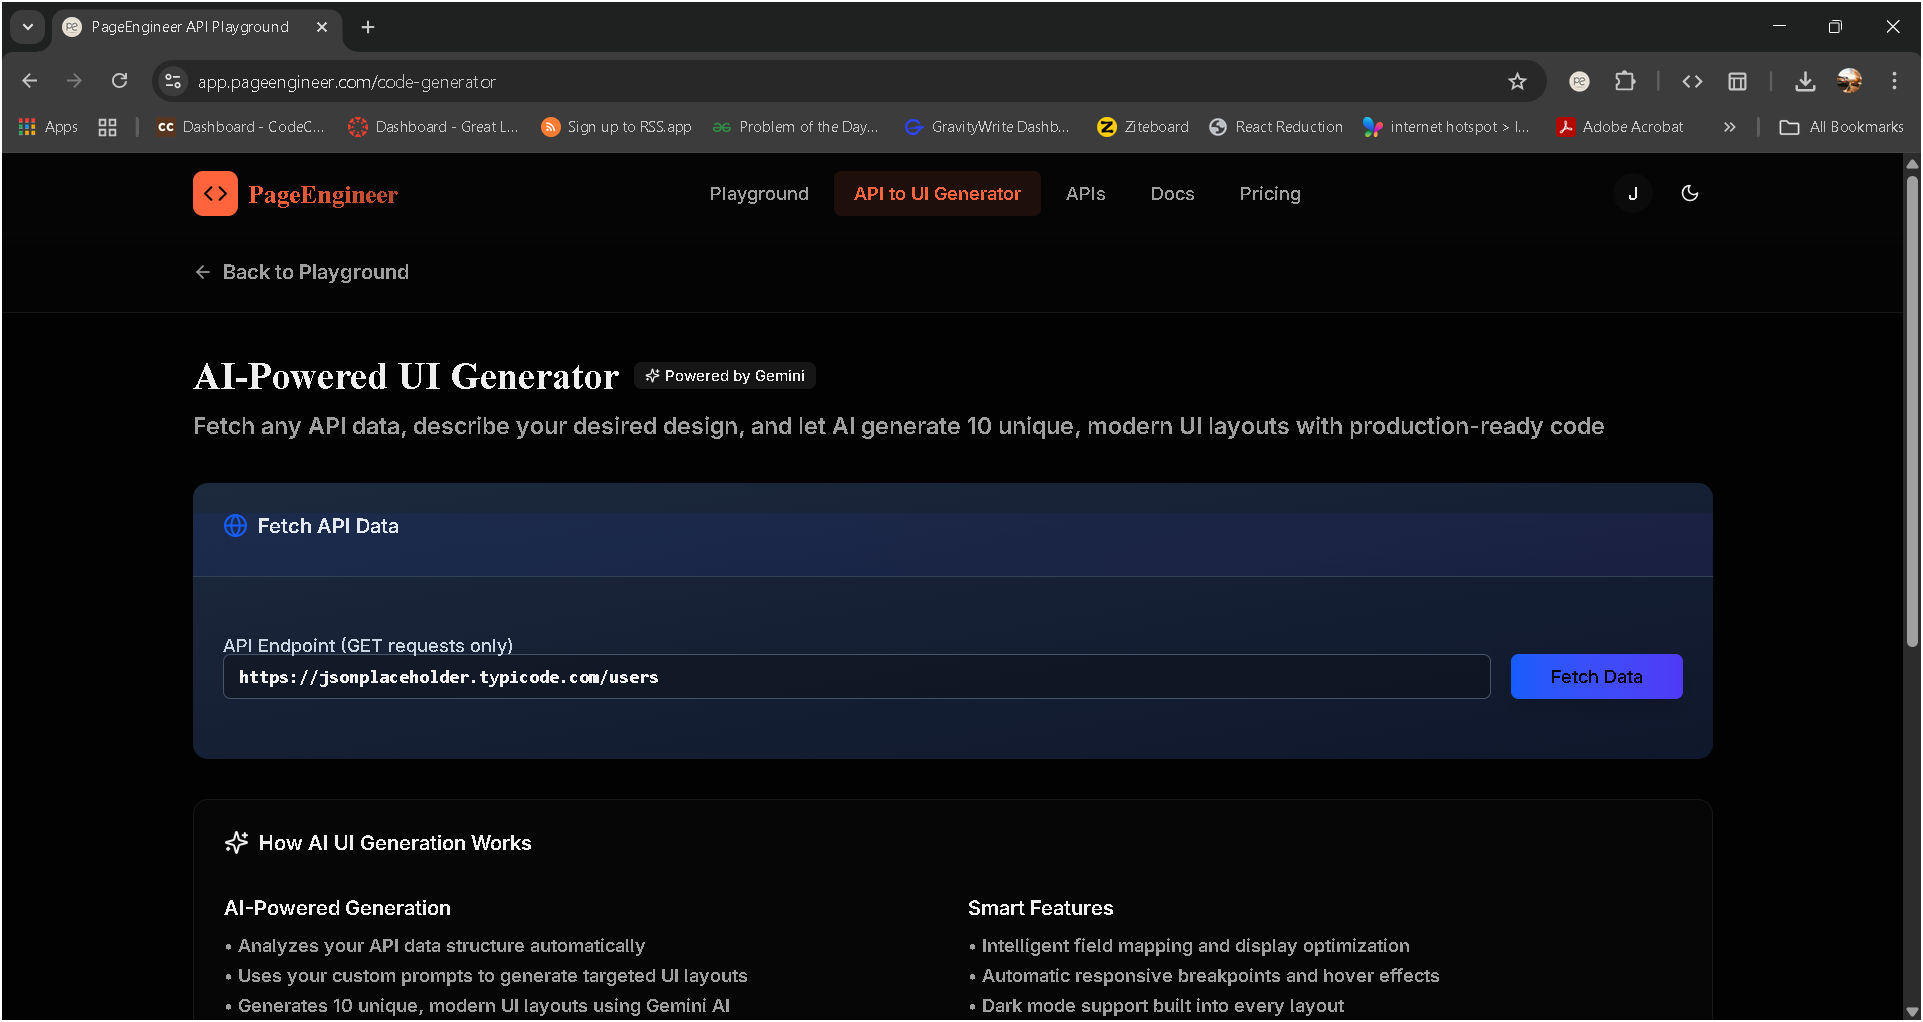 PageEngineer API Playground
app.pageengineer.com/code-generator
Apps
CC Dashboard - CodeC...
Dashboard - Great L...
Sign up to RSS.app
Problem of the Day...
GravityWrite Dashb...
Ziteboard
React Reduction
internet hotspot > I...
Adobe Acrobat
All Bookmarks
PageEngineer
Playground
API to UI Generator
APIs
Docs
Pricing
J
Back to Playground
AI-Powered UI Generator
Powered by Gemini
Fetch any API data, describe your desired design, and let AI generate 10 unique, modern UI layouts with production-ready code
Fetch API Data
API Endpoint (GET requests only)
https://jsonplaceholder.typicode.com/users
Fetch Data
How AI UI Generation Works
AI-Powered Generation
• Analyzes your API data structure automatically
• Uses your custom prompts to generate targeted UI layouts
• Generates 10 unique, modern UI layouts using Gemini AI
Smart Features
• Intelligent field mapping and display optimization
• Automatic responsive breakpoints and hover effects
• Dark mode support built into every layout